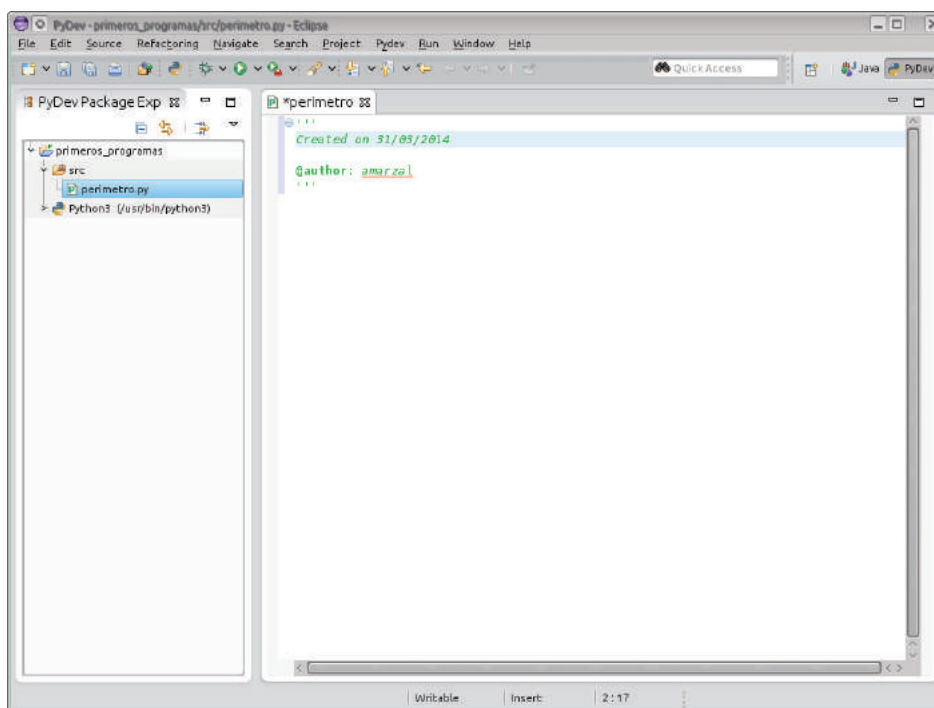 PyDev - primeros_programas/src/perimetro.py - Eclipse
File Edit Source Refactoring Navigate Search Project Pydev Run Window Help
Quick Access Java PyDev
PyDev Package Exp
primeros_programas
src
perimetro.py
Python3 (/usr/bin/python3)
*perimetro
'''
Created on 31/03/2014
@author: amarzal
'''
Writable Insert 2:17